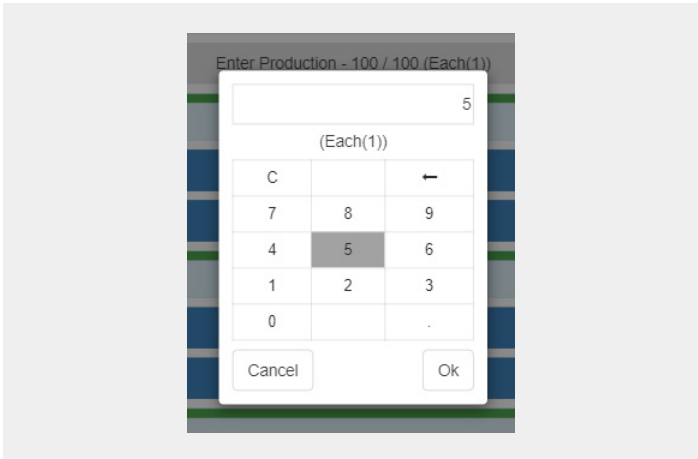 Enter Production - 100 / 100 (Each(1))
5
(Each(1))
C ←
7 8 9
4 5 6
1 2 3
0 .
Cancel Ok